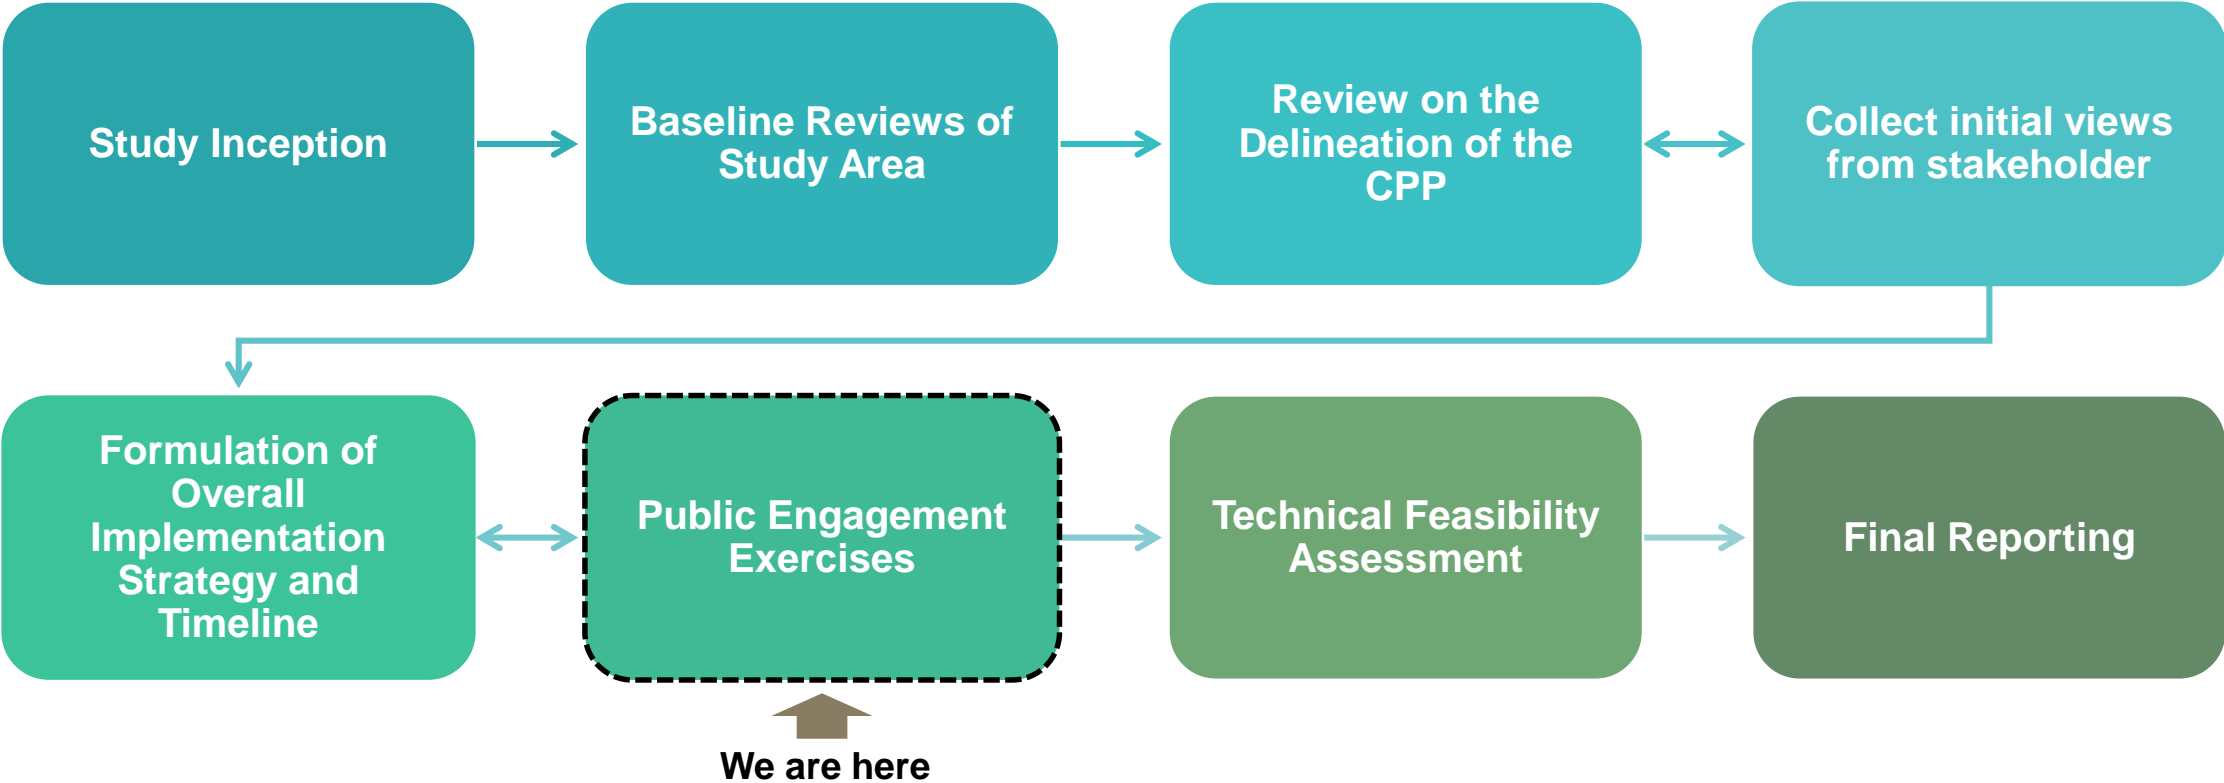 Study Inception
Baseline Reviews of
Study Area
Review on the
Delineation of the
CPP
Collect initial views
from stakeholder
Formulation of
Overall
Implementation
Strategy and
Timeline
Public Engagement
Exercises
Technical Feasibility
Assessment
Final Reporting
We are here